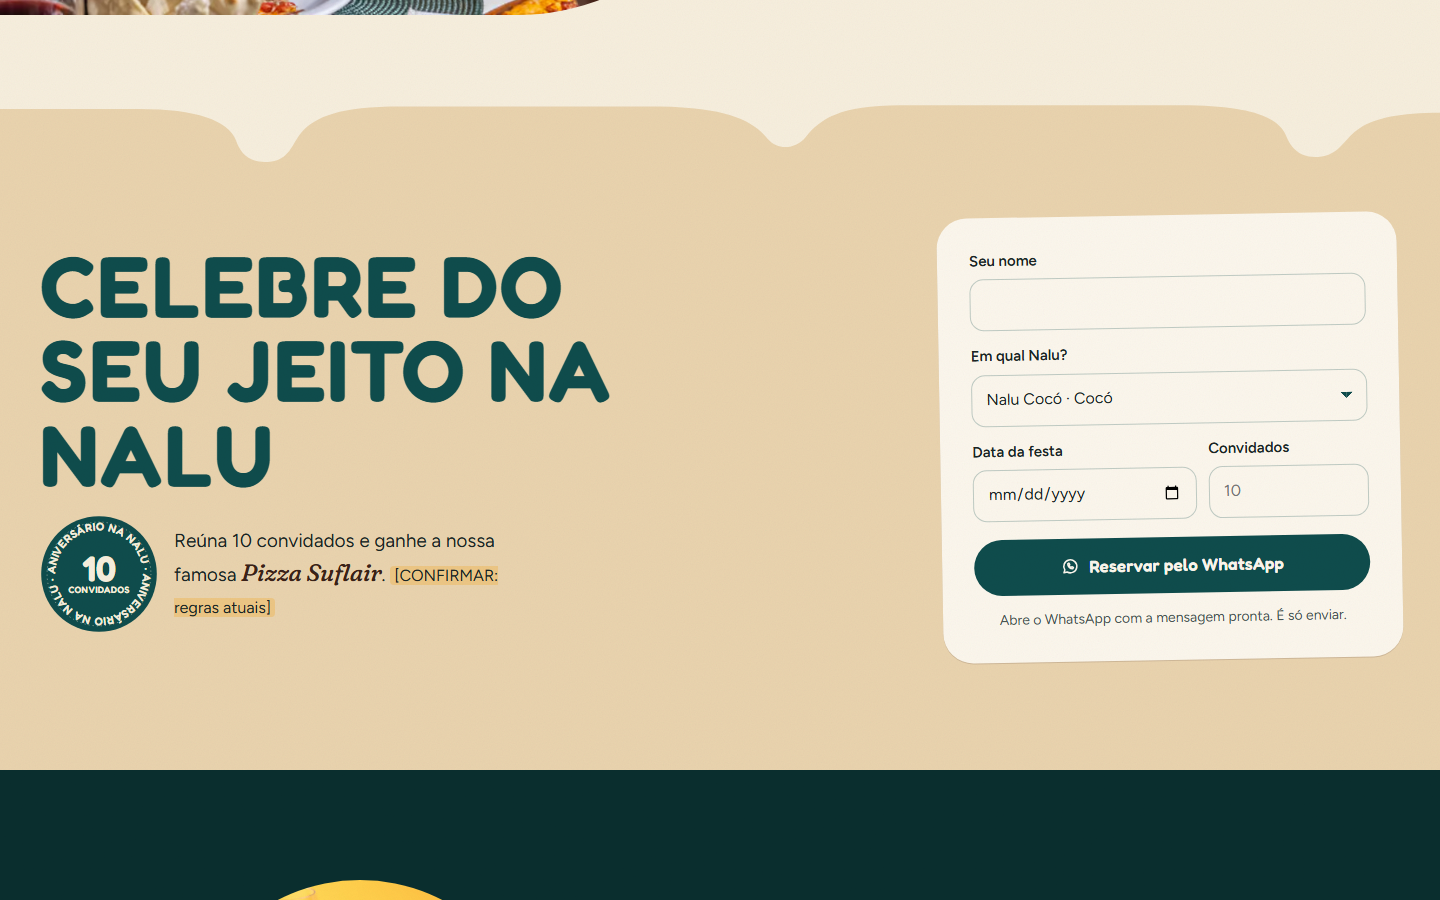 CELEBRE DO
SEU JEITO NA
NALU
ANIVERSÁRIO NA NALU · ANIVERSÁRIO NA NALU ·
10
CONVIDADOS
Reúna 10 convidados e ganhe a nossa
famosa Pizza Suflair. [CONFIRMAR:
regras atuais]
Seu nome
Em qual Nalu?
Nalu Cocó · Cocó
Data da festa
Convidados
mm/dd/yyyy
10
Reservar pelo WhatsApp
Abre o WhatsApp com a mensagem pronta. É só enviar.